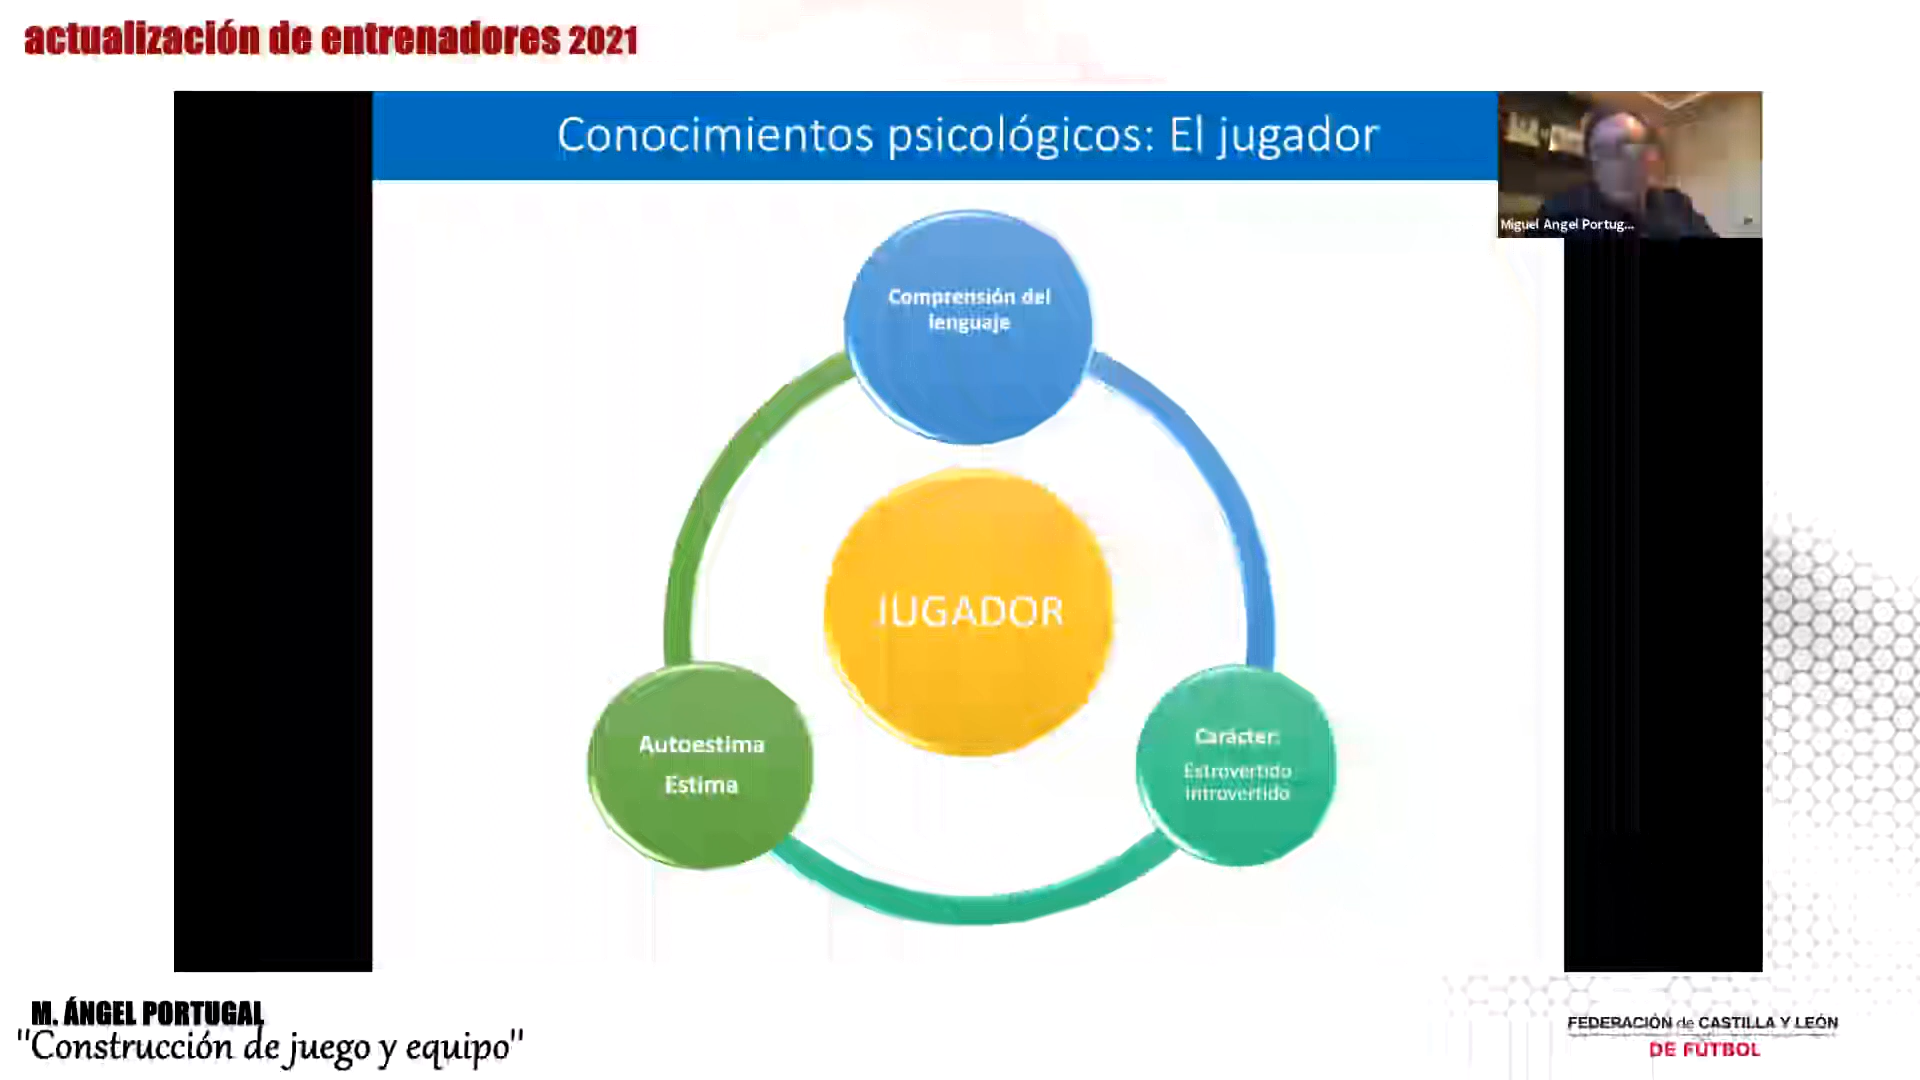 actualización de entrenadores 2021
Conocimientos psicológicos: El jugador
Miguel Angel Portug...
Comprensión del
lenguaje
JUGADOR
Autoestima
Estima
Carácter:
Estrovertido
introvertido
M. ÁNGEL PORTUGAL
"Construcción de juego y equipo"
FEDERACIÓN de CASTILLA Y LEÓN
DE FÚTBOL